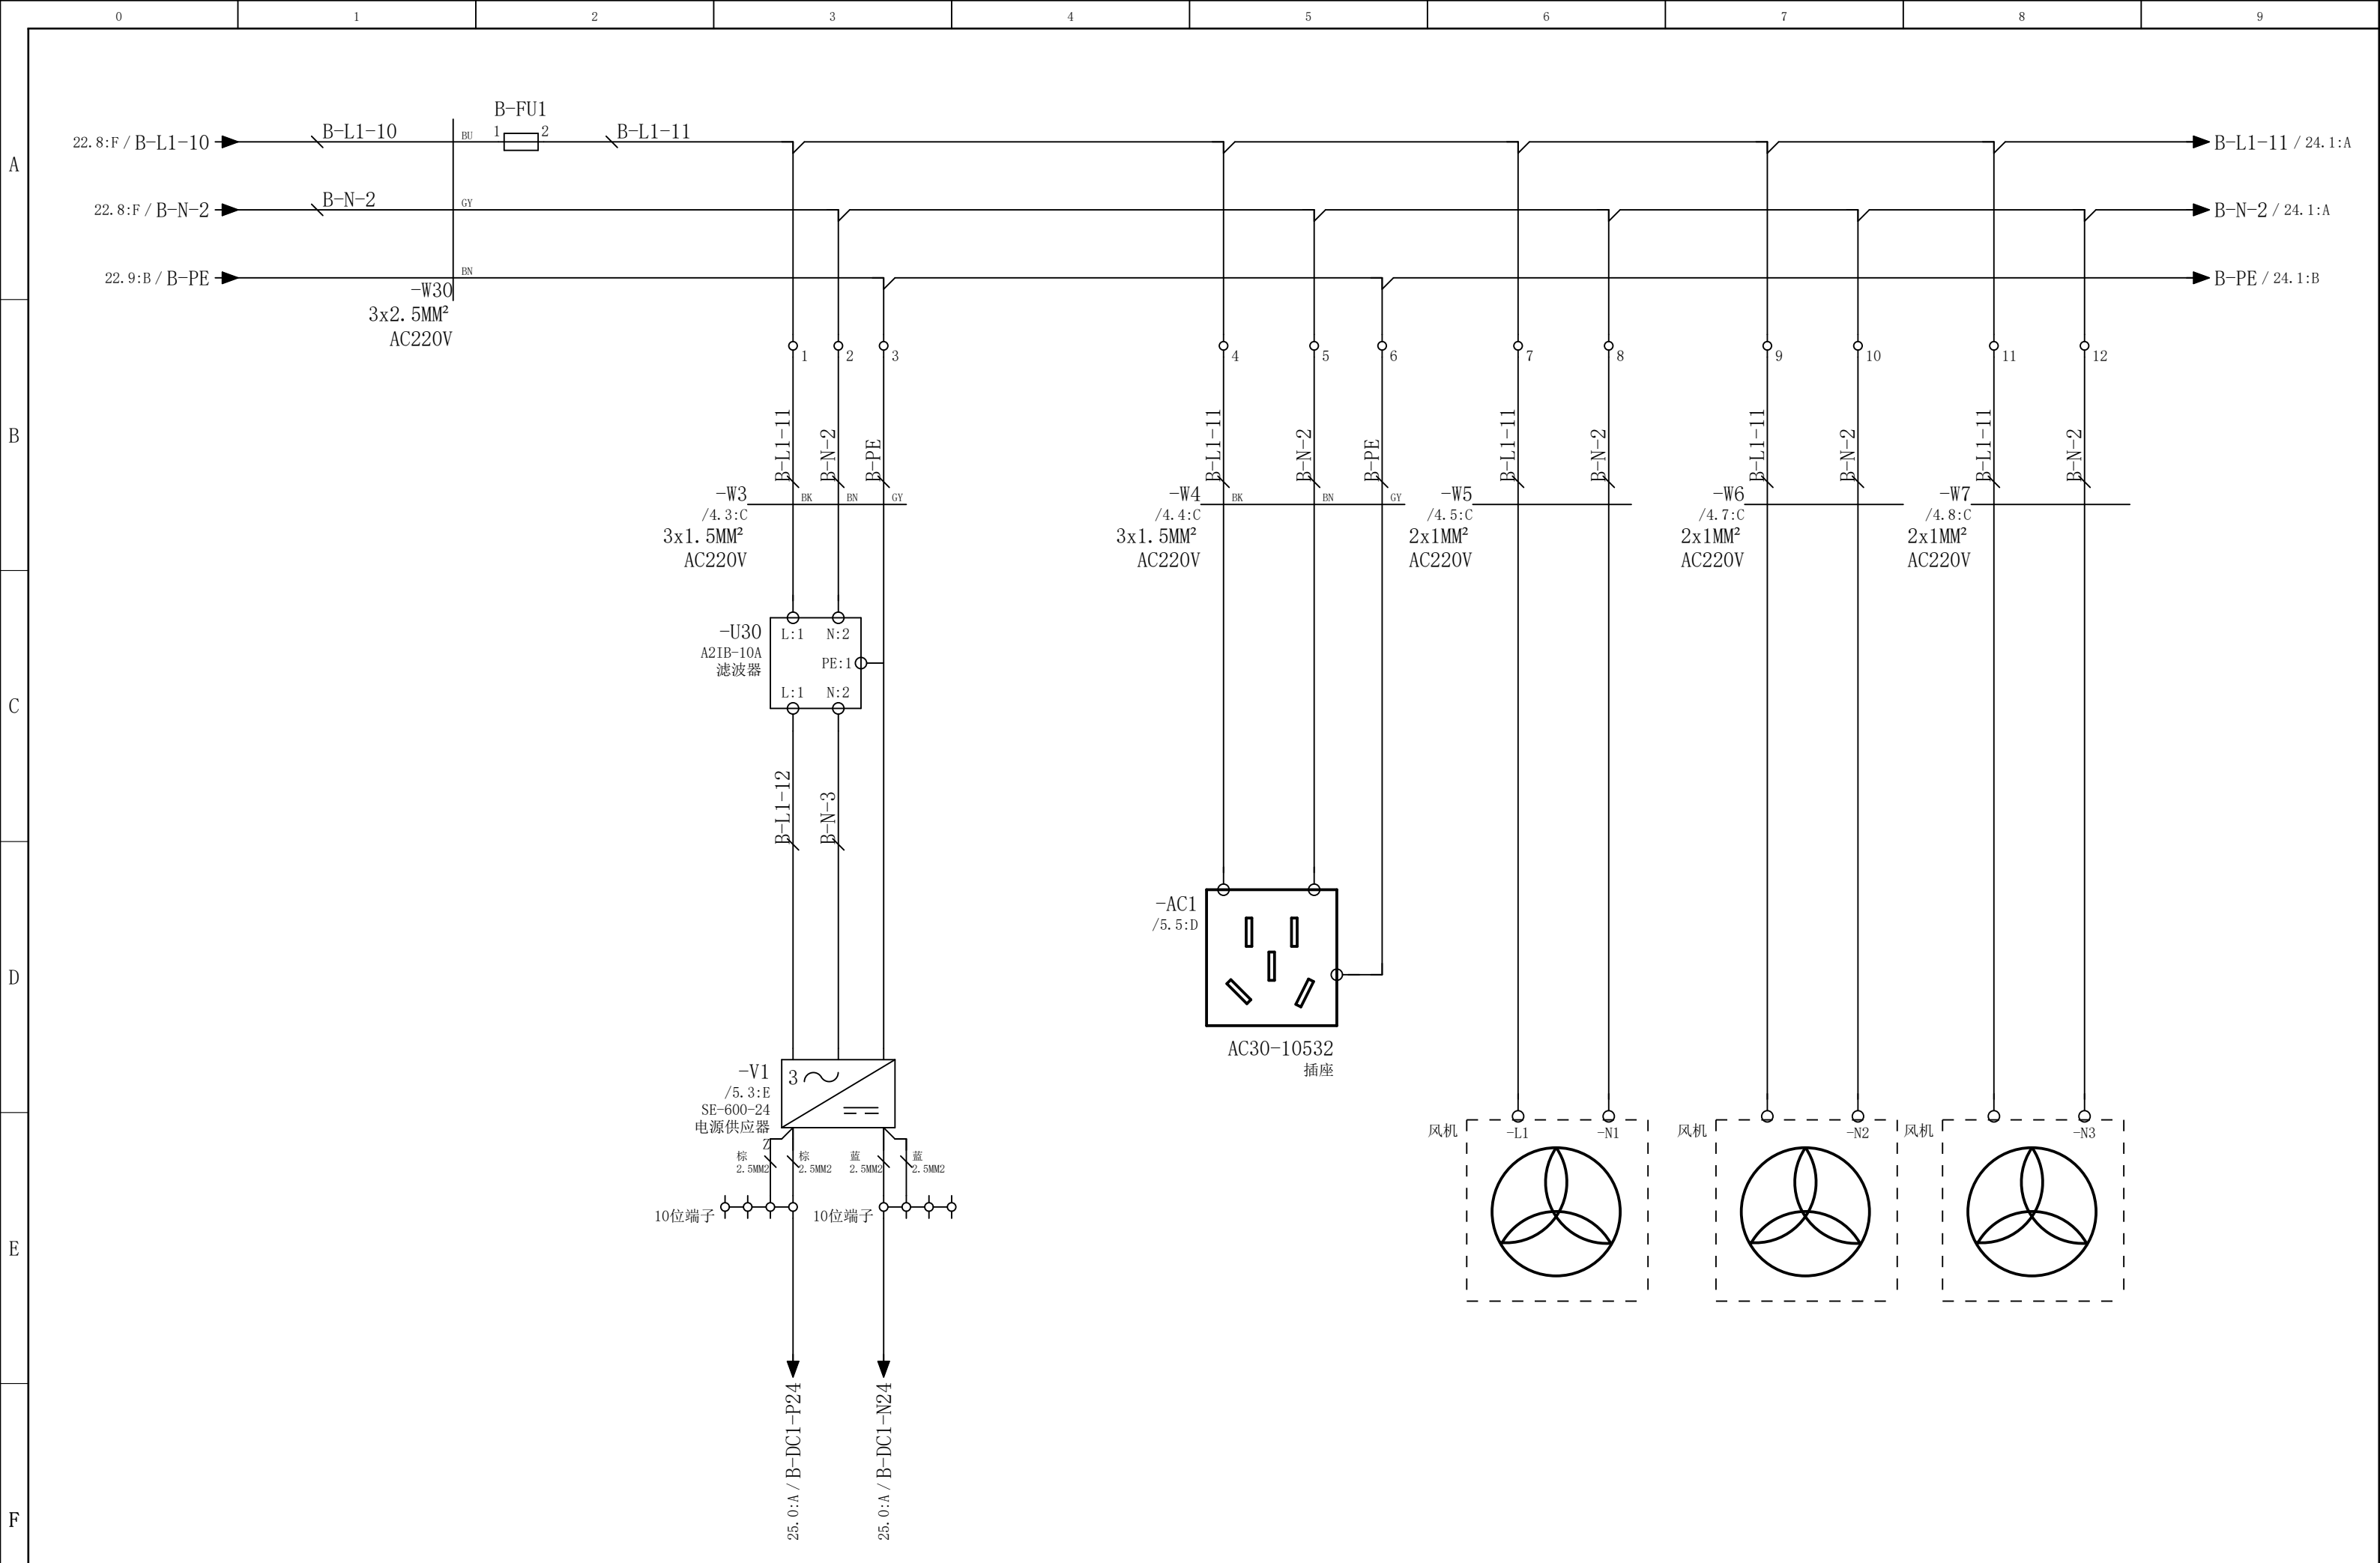 0 1 2 3 4 5 6 7 8 9
B-FU1
22.8:F / B-L1-10
B-L1-10
BU
1
2
B-L1-11
B-L1-11 / 24.1:A
A
22.8:F / B-N-2
B-N-2
GY
B-N-2 / 24.1:A
22.9:B / B-PE
BN
B-PE / 24.1:B
-W30
3x2.5MM²
AC220V
1 2 3 4 5 6 7 8 9 10 11 12
B
B-L1-11
B-N-2
B-PE
B-L1-11
B-N-2
B-PE
B-L1-11
B-N-2
B-L1-11
B-N-2
B-L1-11
B-N-2
-W3
BK
BN
GY
/4.3:C
3x1.5MM²
AC220V
-W4
BK
BN
GY
/4.4:C
3x1.5MM²
AC220V
-W5
/4.5:C
2x1MM²
AC220V
-W6
/4.7:C
2x1MM²
AC220V
-W7
/4.8:C
2x1MM²
AC220V
-U30
A2IB-10A
滤波器
L:1
N:2
PE:1
L:1
N:2
C
B-L1-12
B-N-3
-AC1
/5.5:D
D
AC30-10532
插座
-V1
/5.3:E
SE-600-24
电源供应器
3
Z
棕
2.5MM2
棕
2.5MM2
蓝
2.5MM2
蓝
2.5MM2
10位端子
10位端子
风机
-L1
-N1
风机
-N2
风机
-N3
E
25.0:A / B-DC1-P24
25.0:A / B-DC1-N24
F